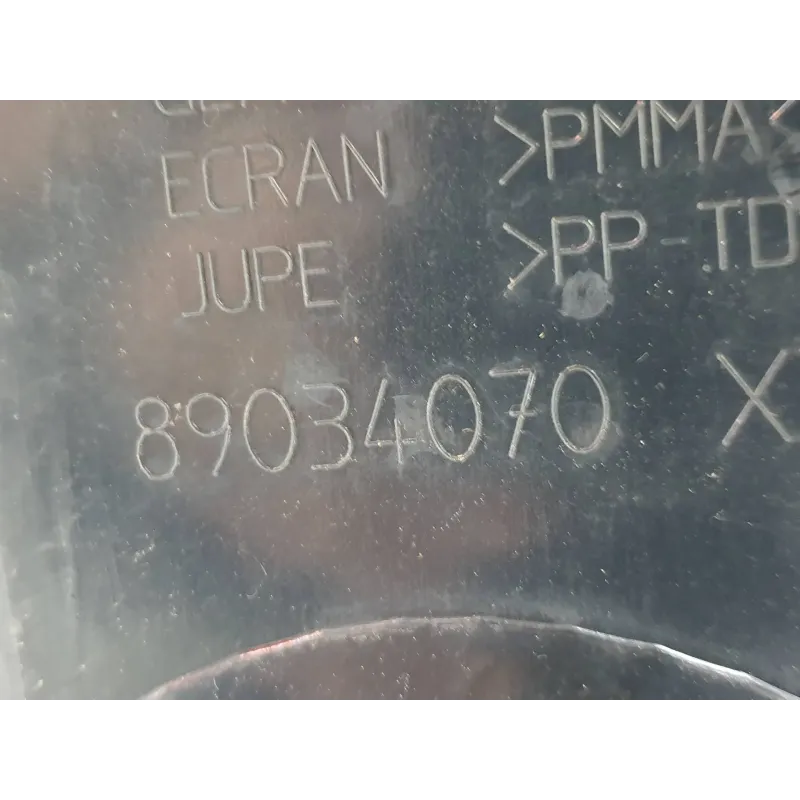 ECRAN >PMMA<
JUPE >PP-TD
89034070 X